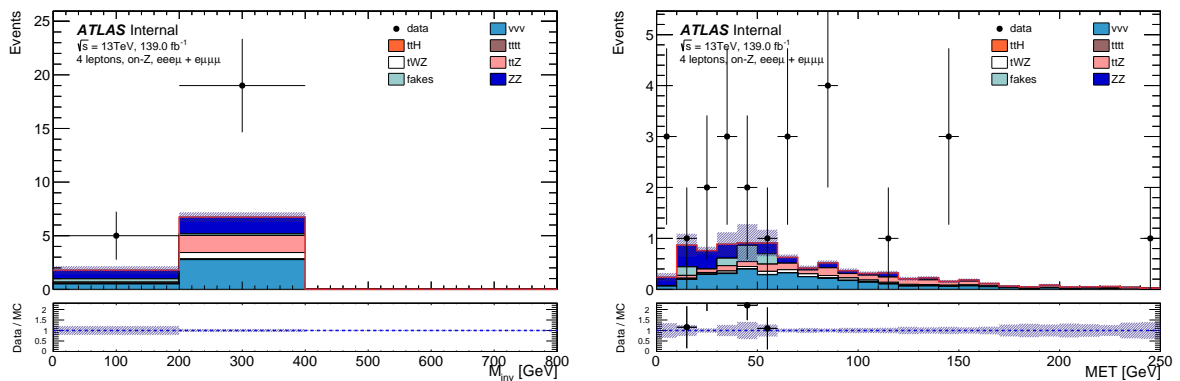 Events
25
20
15
10
5
0
ATLAS Internal
√s = 13TeV, 139.0 fb⁻¹
4 leptons, on-Z, eeeμ + eμμμ
data
ttH
tWZ
fakes
vvv
tttt
ttZ
ZZ
Data / MC
2
1.5
1
0.5
0
0 100 200 300 400 500 600 700 800
M_inv [GeV]
Events
5
4
3
2
1
0
ATLAS Internal
√s = 13TeV, 139.0 fb⁻¹
4 leptons, on-Z, eeeμ + eμμμ
data
ttH
tWZ
fakes
vvv
tttt
ttZ
ZZ
Data / MC
2
1.5
1
0.5
0
0 50 100 150 200 250
MET [GeV]